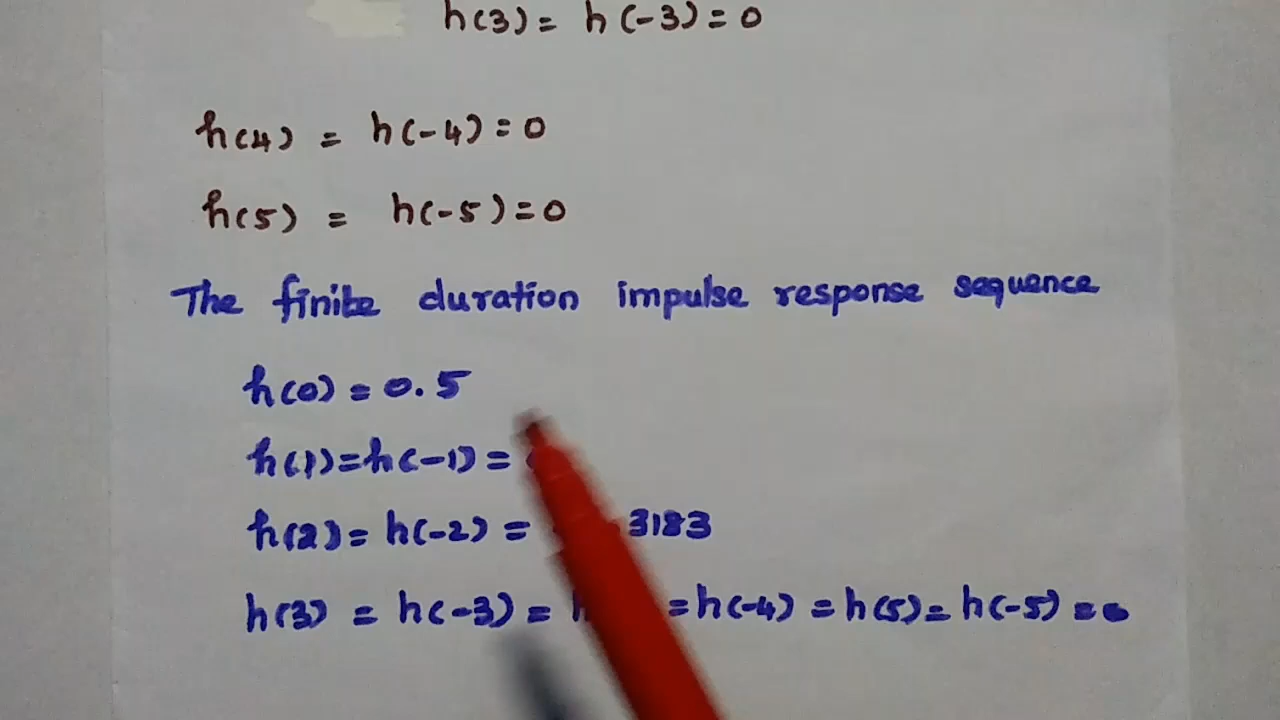 h(3) = h(-3) = 0
h(4) = h(-4) = 0
h(5) = h(-5) = 0
The finite duration impulse response sequence
h(0) = 0.5
h(1) = h(-1) =
h(2) = h(-2) = 3183
h(3) = h(-3) = h = h(-4) = h(5) = h(-5) = 0